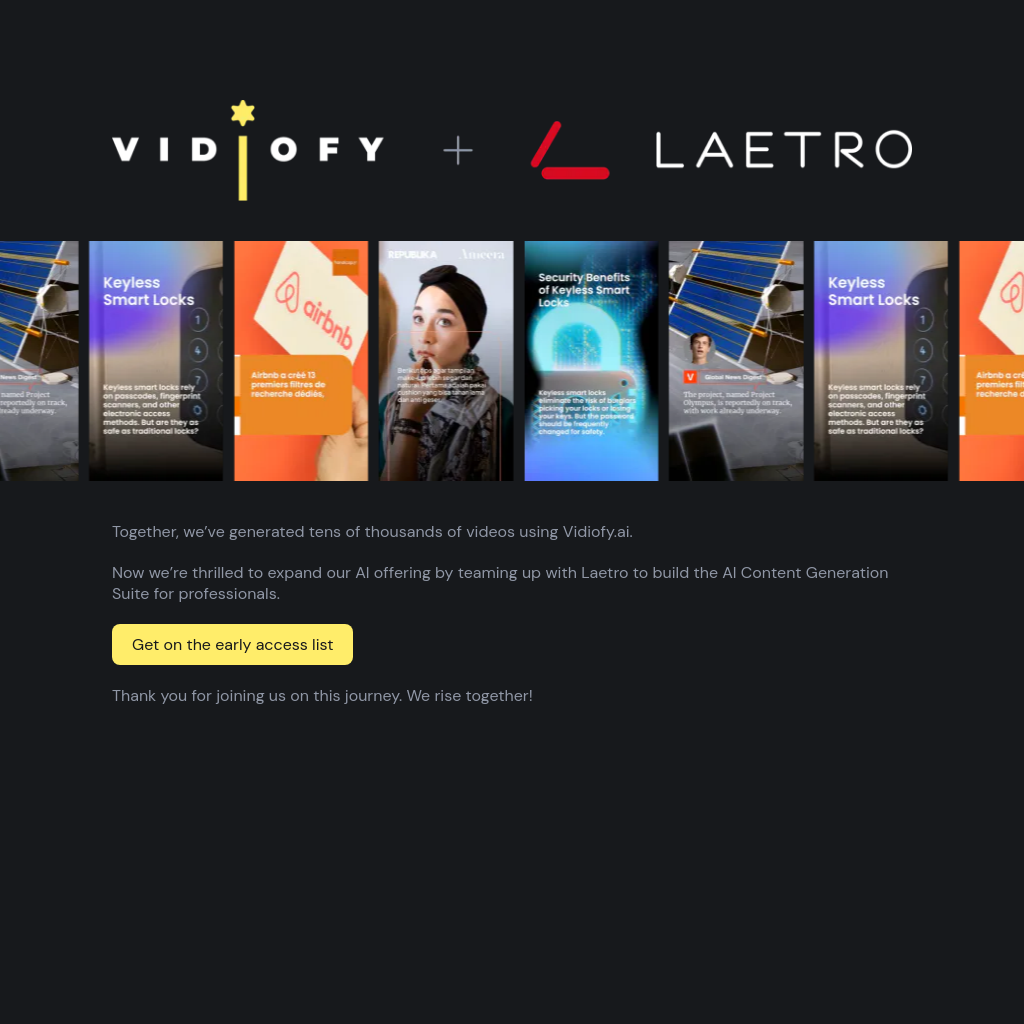 VIDIOFY + LAETRO
News Digest
named Project
reportedly on track,
already underway.
Keyless
Smart Locks
1
4
7
0
Keyless smart locks rely
on passcodes, fingerprint
scanners, and other
electronic access
methods. But are they as
safe as traditional locks?
airbnb
Airbnb a créé 13
premiers filtres de
recherche dédiés,
REPUBLIKA
Ameera
Security Benefits
of Keyless Smart
Locks
Keyless smart locks
eliminate the risk of burglars
picking your locks or losing
your keys. But the password
should be frequently
changed for safety.
V Global News Digest
The project, named Project
Olympus, is reportedly on track,
with work already underway.
Keyless
Smart Locks
1
4
7
0
Keyless smart locks rely
on passcodes, fingerprint
scanners, and other
electronic access
methods. But are they as
safe as traditional locks?
Airbnb a c
premiers f
recherche d
Together, we’ve generated tens of thousands of videos using Vidiofy.ai.
Now we’re thrilled to expand our AI offering by teaming up with Laetro to build the AI Content Generation
Suite for professionals.
Get on the early access list
Thank you for joining us on this journey. We rise together!